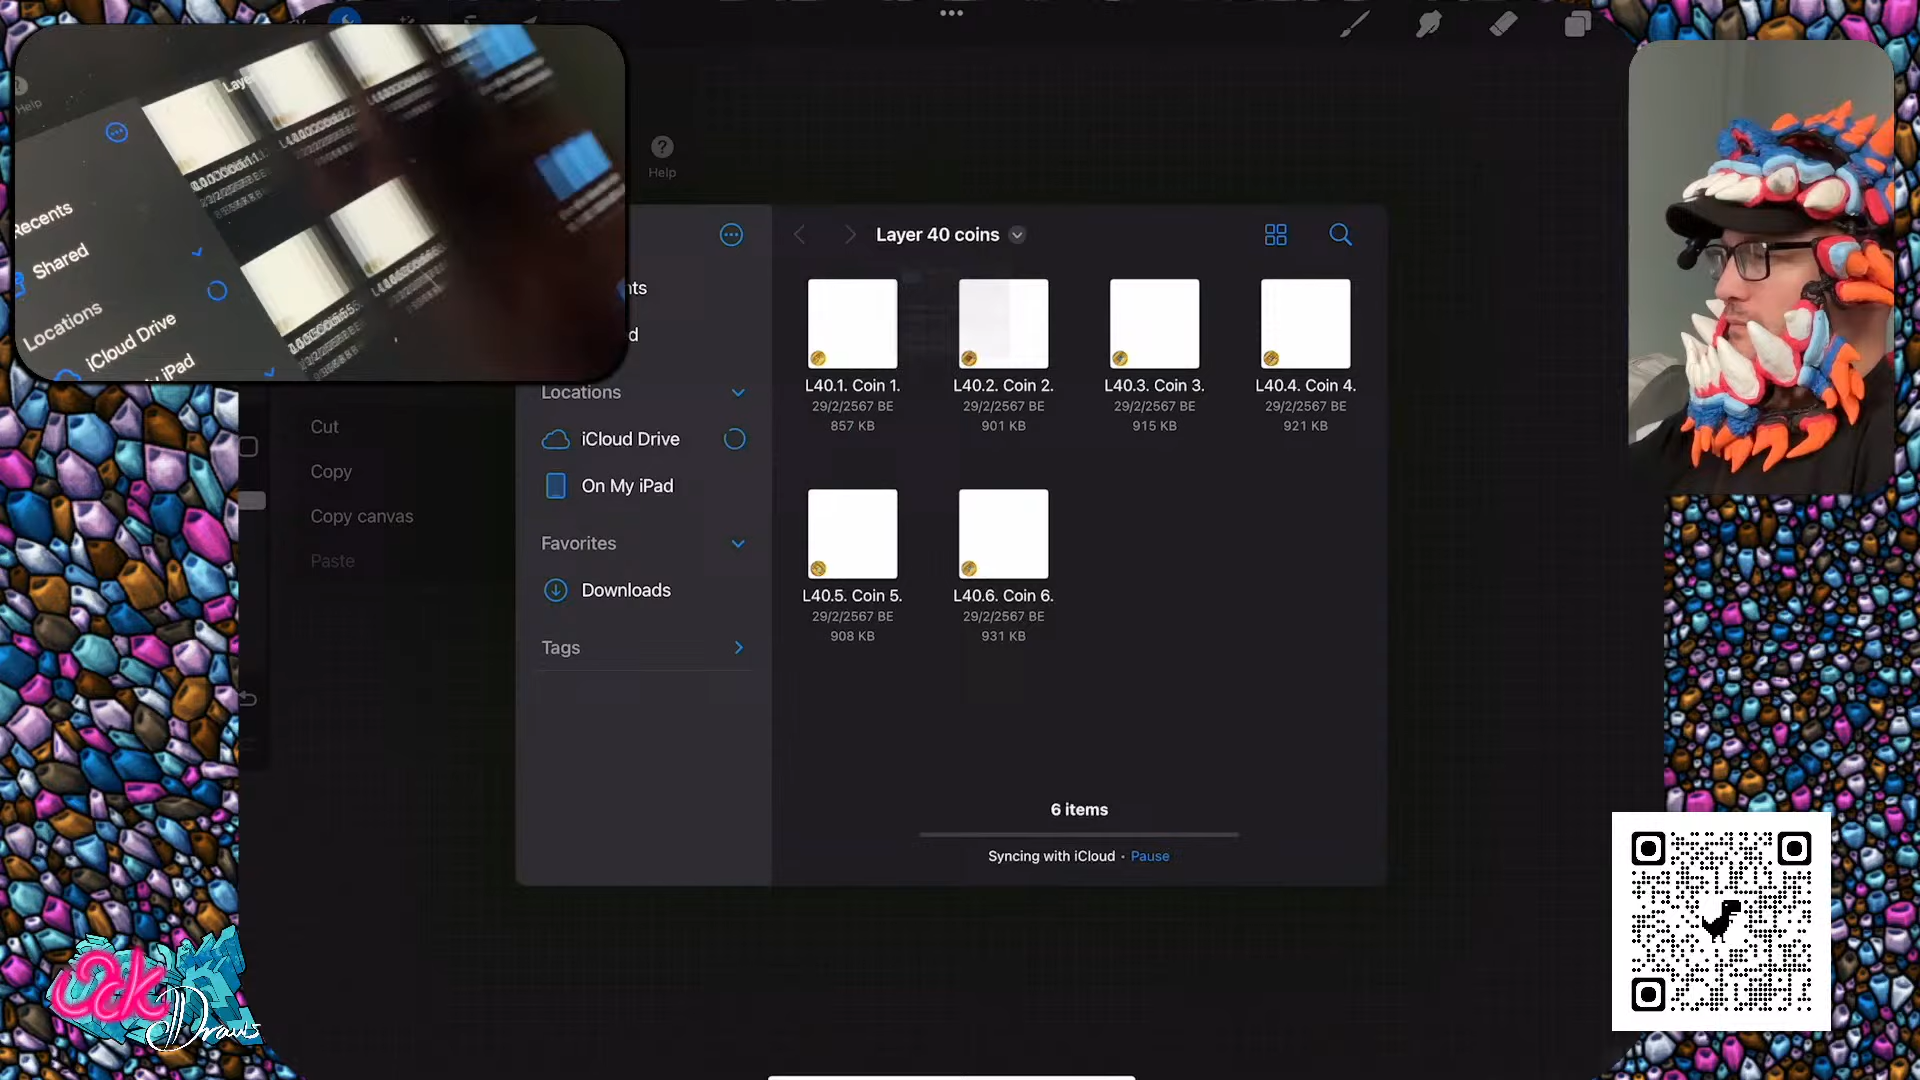 Help
Recents
Shared
Locations
iCloud Drive
iPad
Help
Layer 40 coins
nts
d
Locations
iCloud Drive
On My iPad
Favorites
Downloads
Tags
Cut
Copy
Copy canvas
Paste
L40.1. Coin 1.
29/2/2567 BE
857 KB
L40.2. Coin 2.
29/2/2567 BE
901 KB
L40.3. Coin 3.
29/2/2567 BE
915 KB
L40.4. Coin 4.
29/2/2567 BE
921 KB
L40.5. Coin 5.
29/2/2567 BE
908 KB
L40.6. Coin 6.
29/2/2567 BE
931 KB
6 items
Syncing with iCloud · Pause
Draws